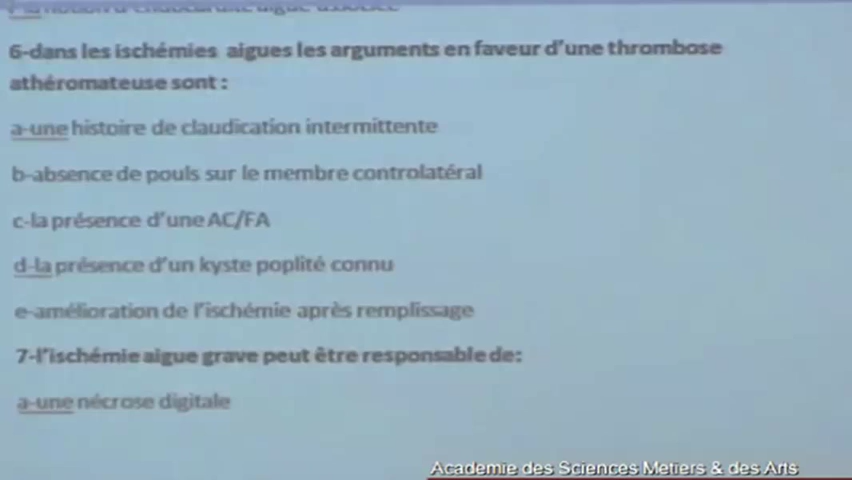 6-dans les ischémies aigues les arguments en faveur d'une thrombose
athéromateuse sont :
a-une histoire de claudication intermittente
b-absence de pouls sur le membre controlatéral
c-la présence d'une AC/FA
d-la présence d'un kyste poplité connu
e-amélioration de l'ischémie après remplissage
7-l'ischémie aigue grave peut être responsable de:
a-une nécrose digitale
Academie des Sciences Metiers & des Arts